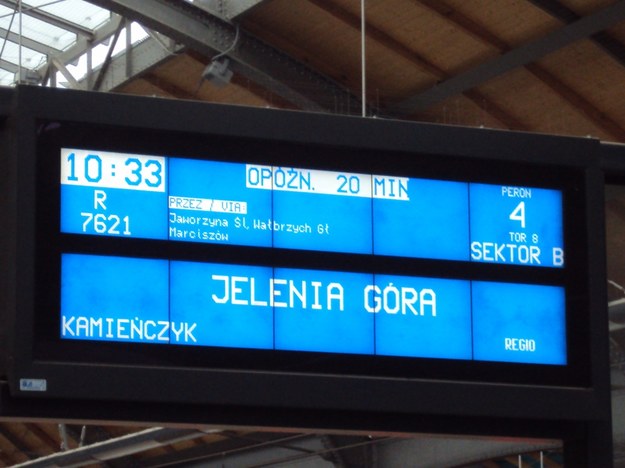 10:33 OPÓŹN. 20 MIN
R
7621
PRZEZ / VIA:
Jaworzyna Śl, Wałbrzych Gł
Marciszów
PERON
4
TOR 8
SEKTOR B
JELENIA GÓRA
KAMIEŃCZYK
REGIO